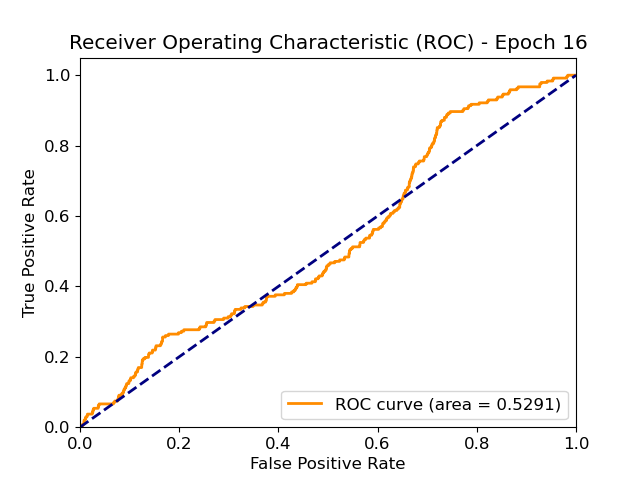 Receiver Operating Characteristic (ROC) - Epoch 16
True Positive Rate
1.0
0.8
0.6
0.4
0.2
0.0
ROC curve (area = 0.5291)
0.0 0.2 0.4 0.6 0.8 1.0
False Positive Rate